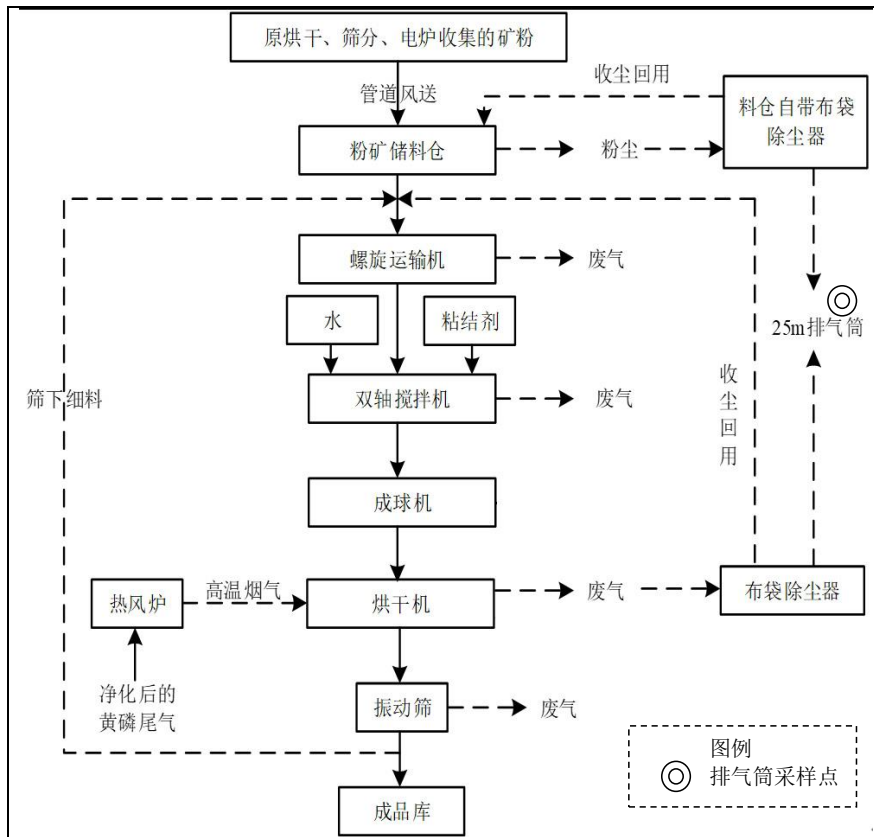 原烘干、筛分、电炉收集的矿粉
管道风送
收尘回用
料仓自带布袋
除尘器
粉矿储料仓
粉尘
螺旋运输机
废气
水
粘结剂
25m排气筒
筛下细料
双轴搅拌机
废气
收尘回用
成球机
热风炉
高温烟气
烘干机
废气
布袋除尘器
净化后的
黄磷尾气
振动筛
废气
图例
排气筒采样点
成品库